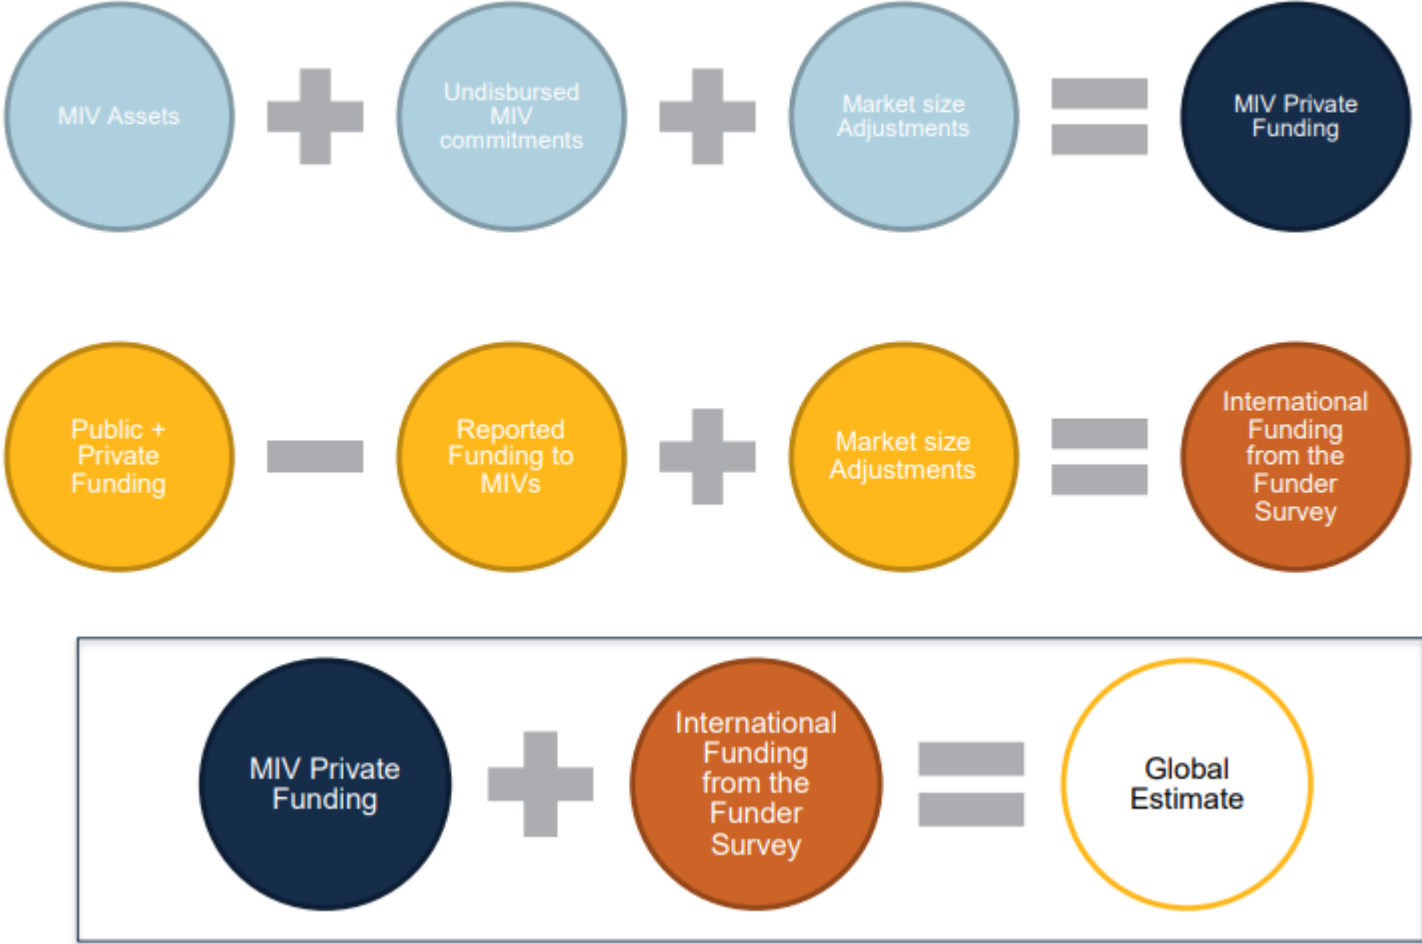 MIV Assets
Undisbursed
MIV
commitments
Market size
Adjustments
MIV Private
Funding
Public +
Private
Funding
Reported
Funding to
MIVs
Market size
Adjustments
International
Funding
from the
Funder
Survey
MIV Private
Funding
International
Funding
from the
Funder
Survey
Global
Estimate